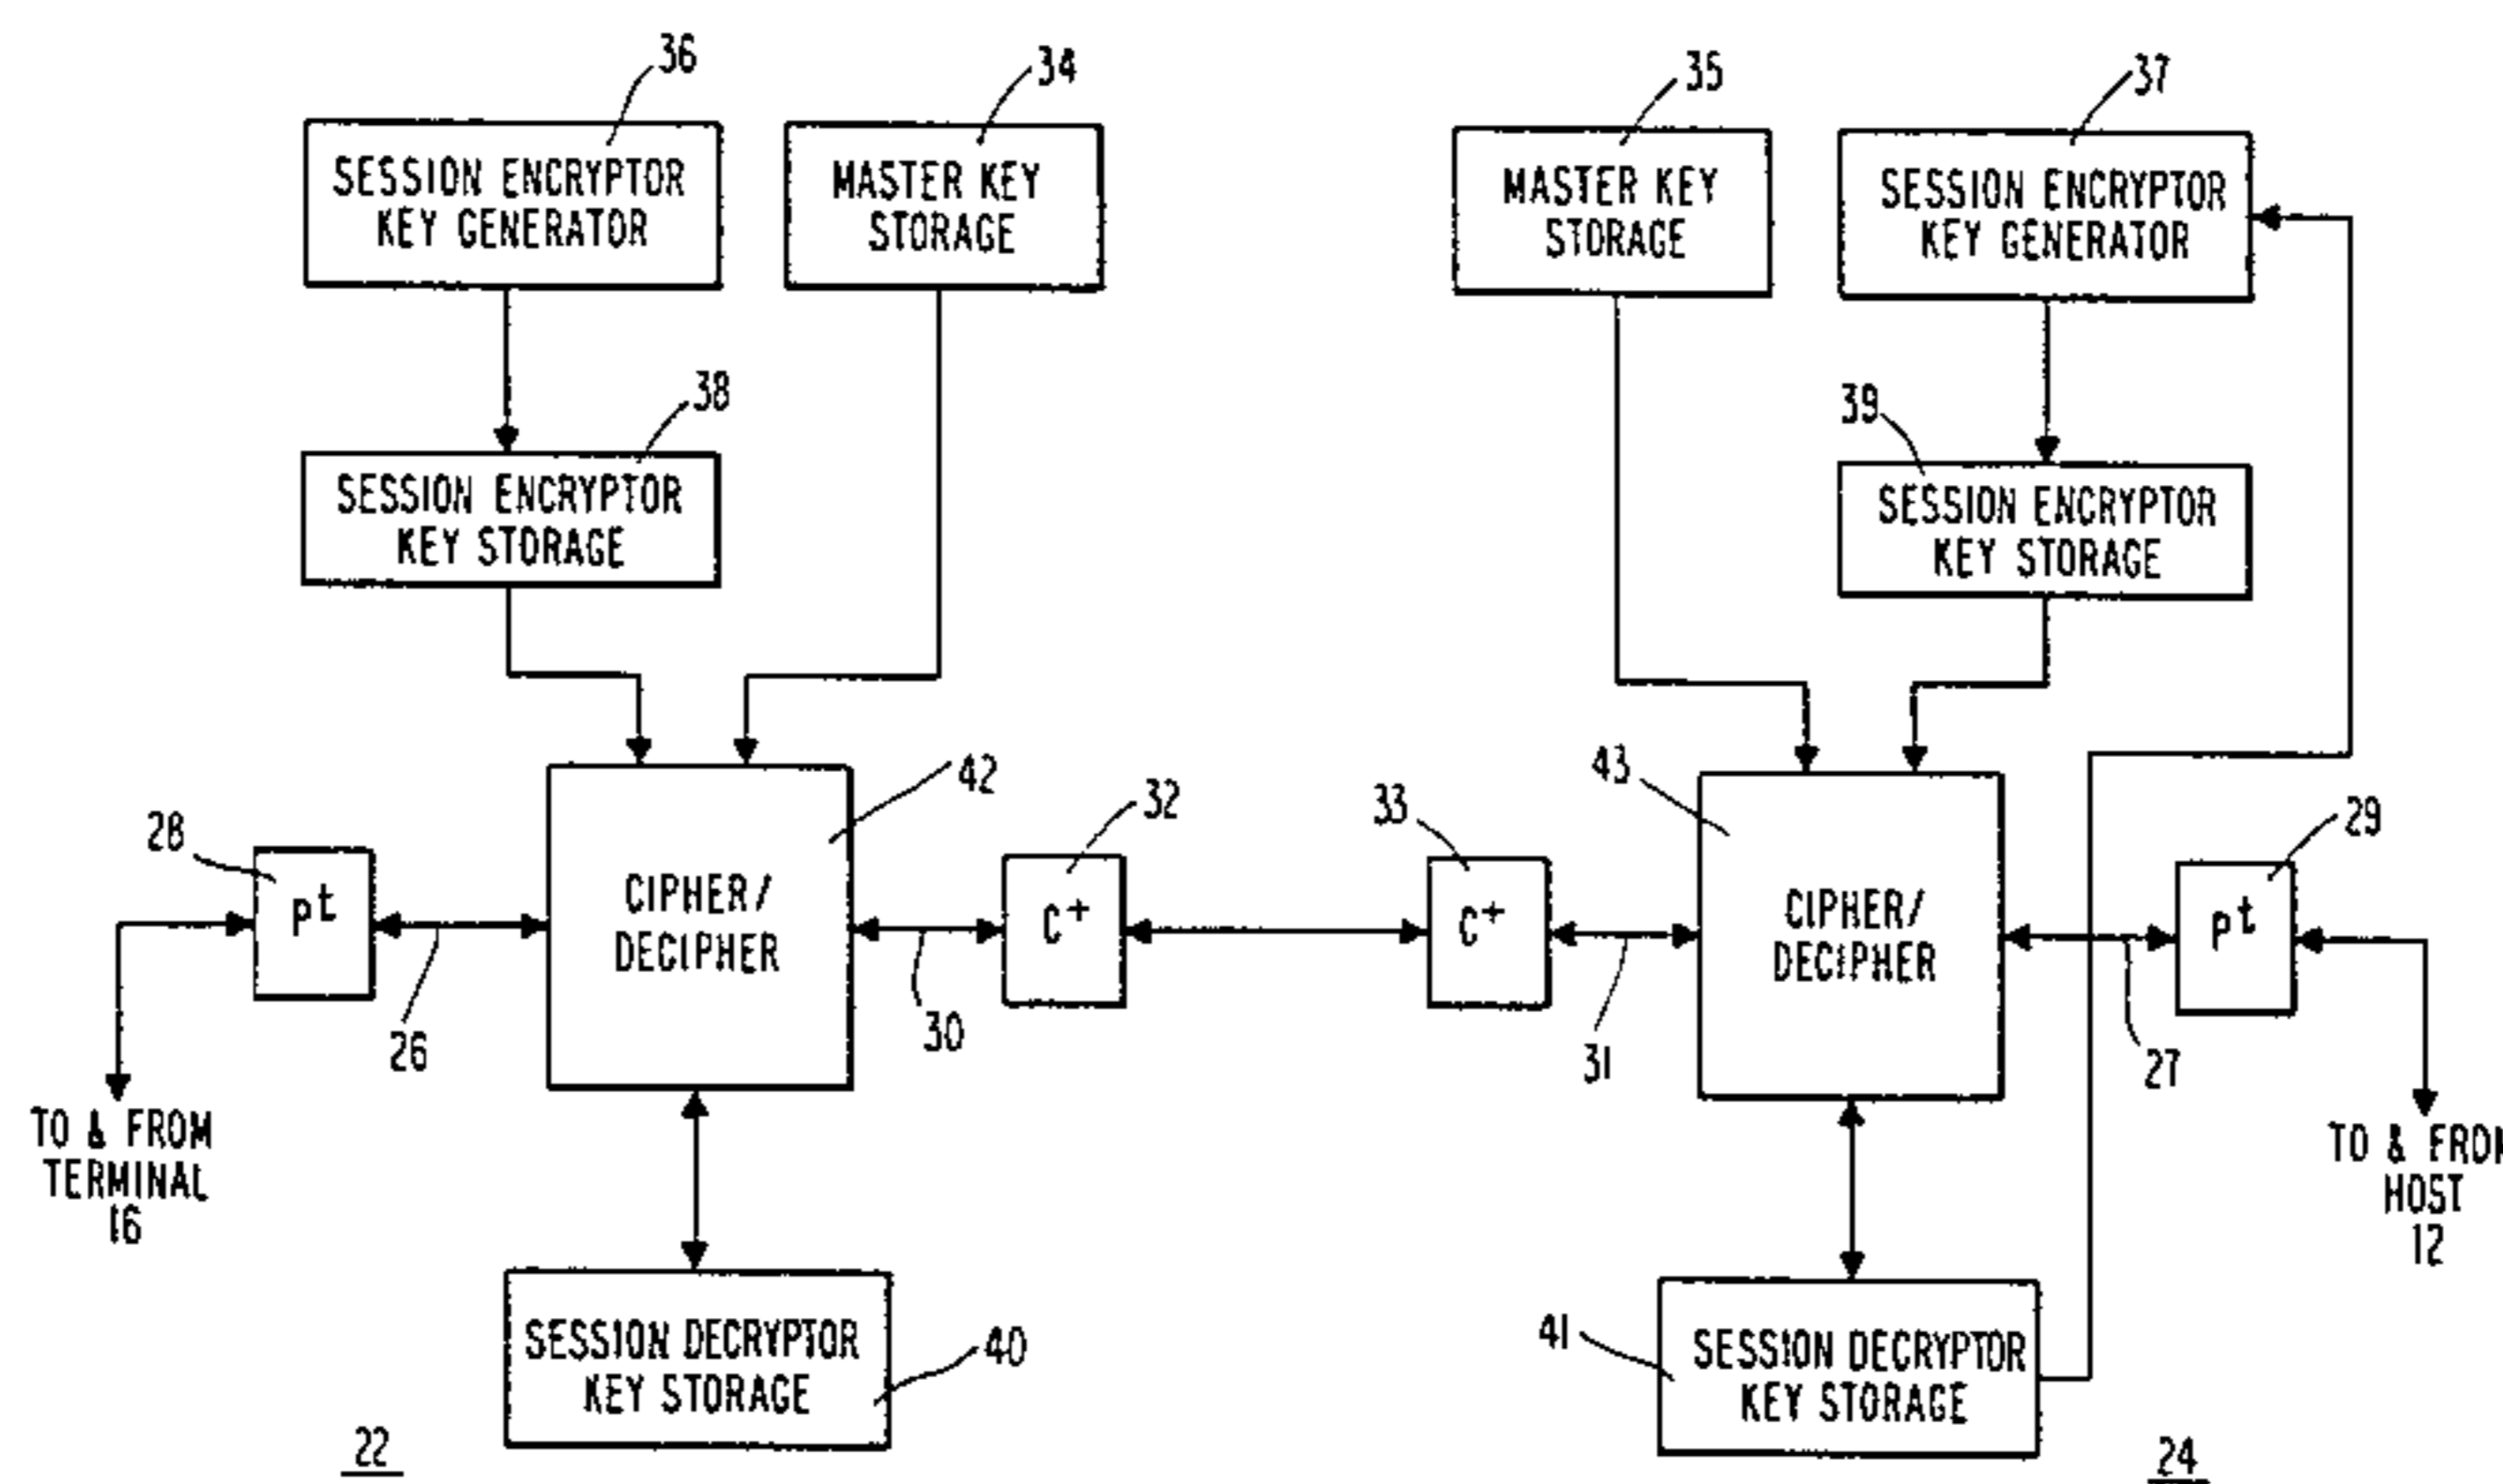 36
34
35
37
SESSION ENCRYPTOR
KEY GENERATOR
MASTER KEY
STORAGE
MASTER KEY
STORAGE
SESSION ENCRYPTOR
KEY GENERATOR
38
39
SESSION ENCRYPTOR
KEY STORAGE
SESSION ENCRYPTOR
KEY STORAGE
28
42
32
33
43
29
pt
CIPHER/
DECIPHER
C+
C+
CIPHER/
DECIPHER
pt
26
30
31
27
TO & FROM
TERMINAL
16
TO & FROM
HOST
12
SESSION DECRYPTOR
KEY STORAGE
40
41
SESSION DECRYPTOR
KEY STORAGE
22
24